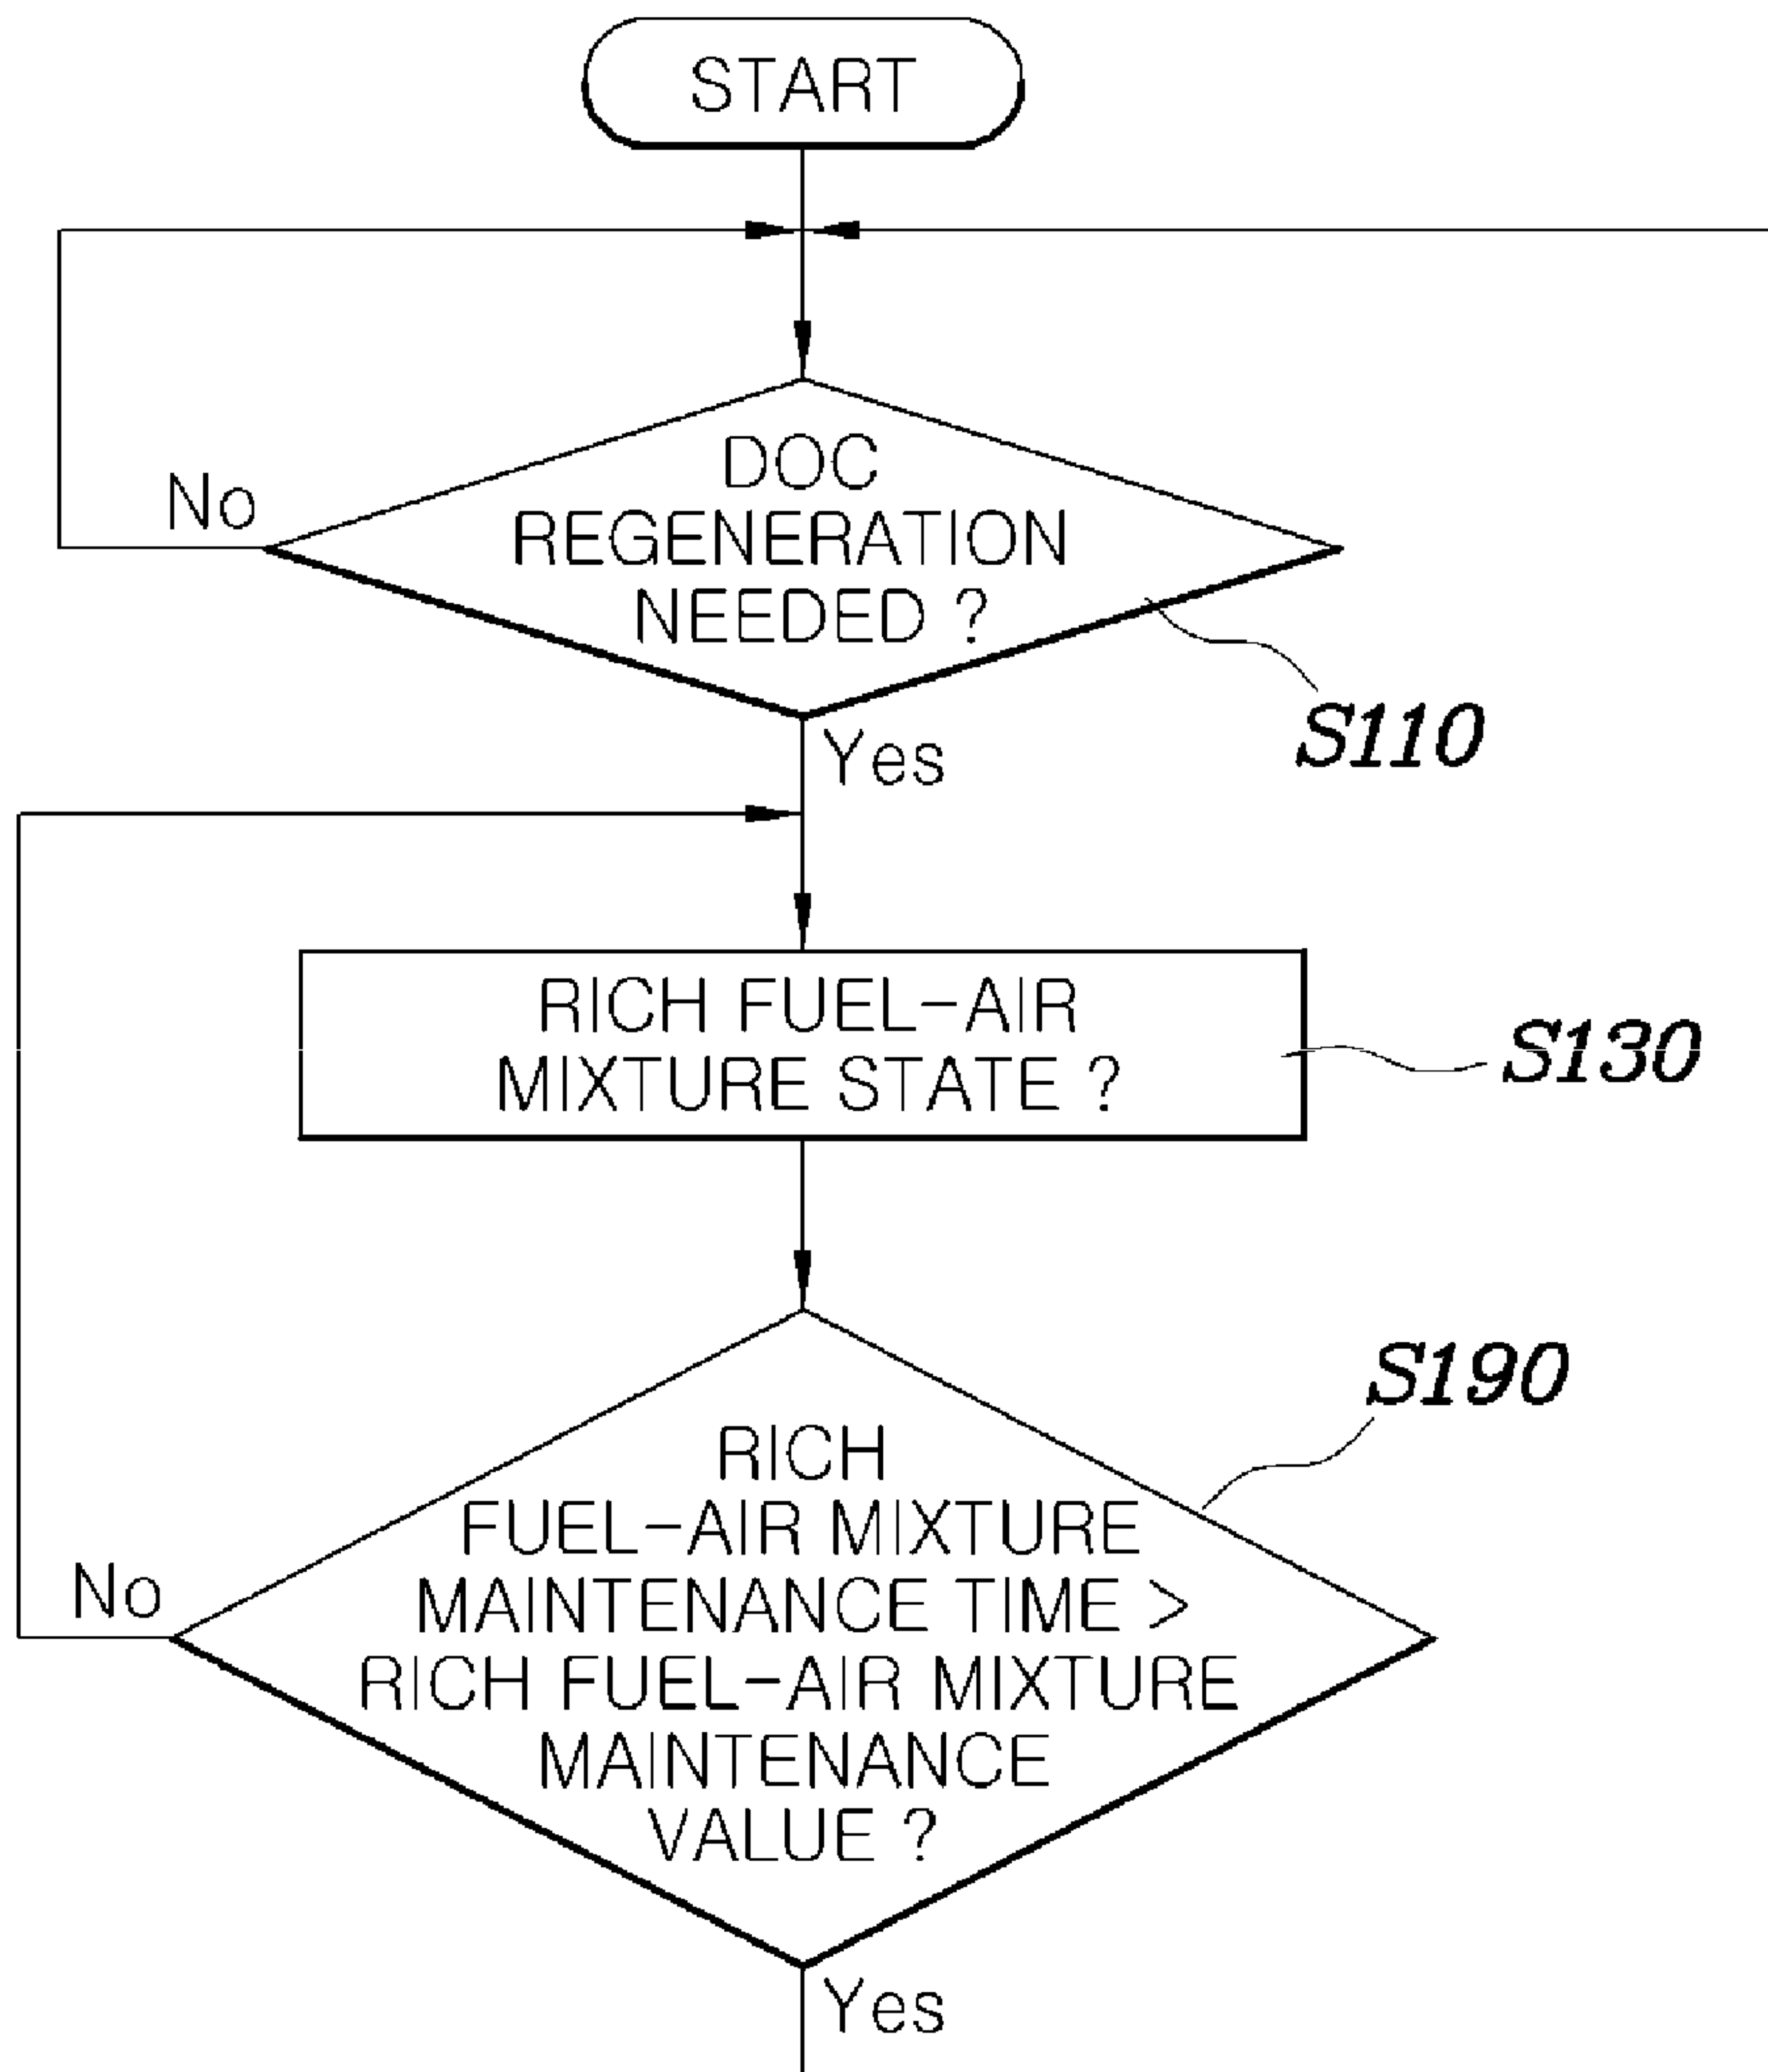 START
DOC
REGENERATION
NEEDED ?
No
S110
Yes
RICH FUEL-AIR
MIXTURE STATE ?
S130
S190
RICH
FUEL-AIR MIXTURE
MAINTENANCE TIME >
RICH FUEL-AIR MIXTURE
MAINTENANCE
VALUE ?
No
Yes